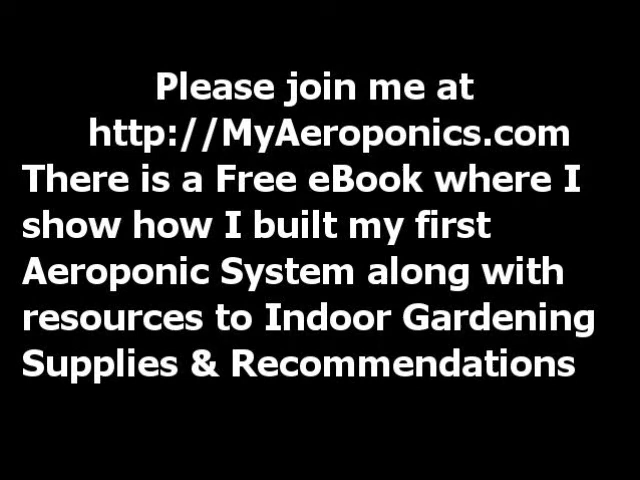 Please join me at
http://MyAeroponics.com
There is a Free eBook where I
show how I built my first
Aeroponic System along with
resources to Indoor Gardening
Supplies & Recommendations